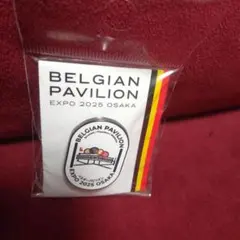 BELGIAN
PAVILION
EXPO 2025 OSAKA
BELGIAN PAVILION
EXPO 2025 OSAKA